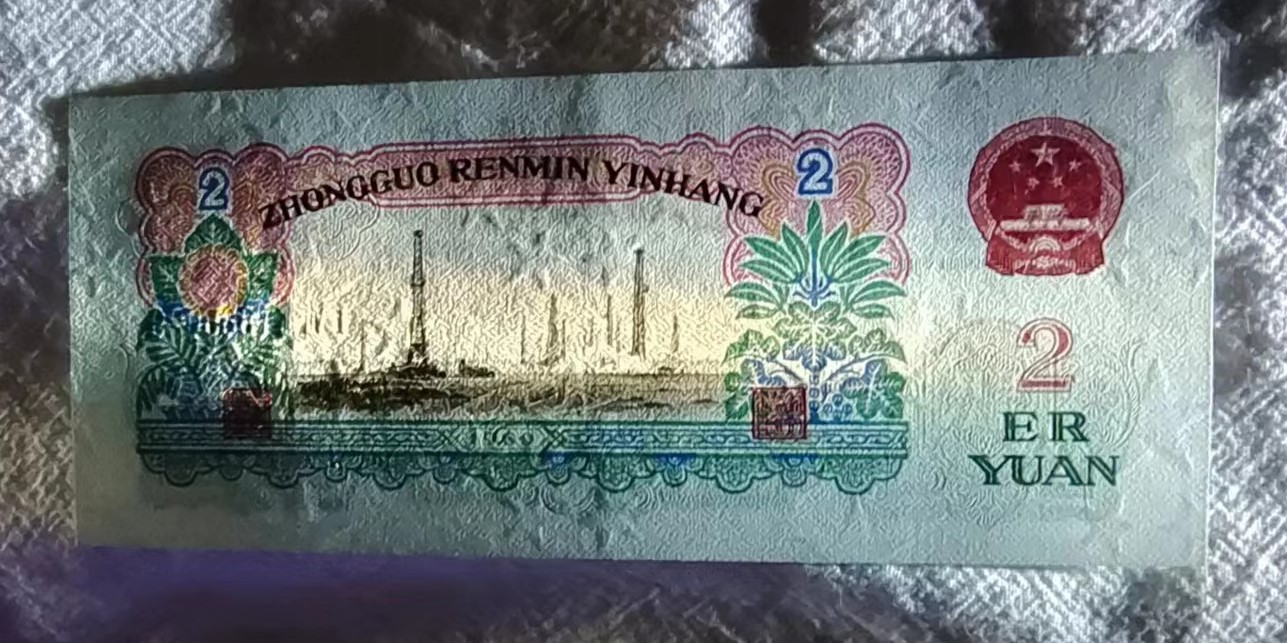 2
ZHONGGUO RENMIN YINHANG
2
1960
2
ER
YUAN